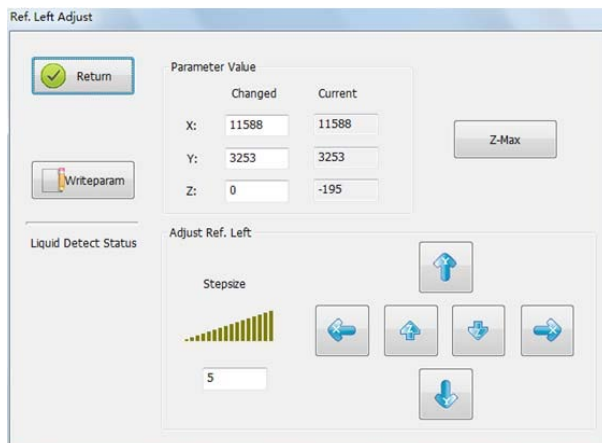 Ref. Left Adjust
Return
Parameter Value
Changed Current
X: 11588 11588
Y: 3253 3253
Z: 0 -195
Z-Max
Writeparam
Liquid Detect Status
Adjust Ref. Left
Stepsize
5
Y
X Z Z X
Y